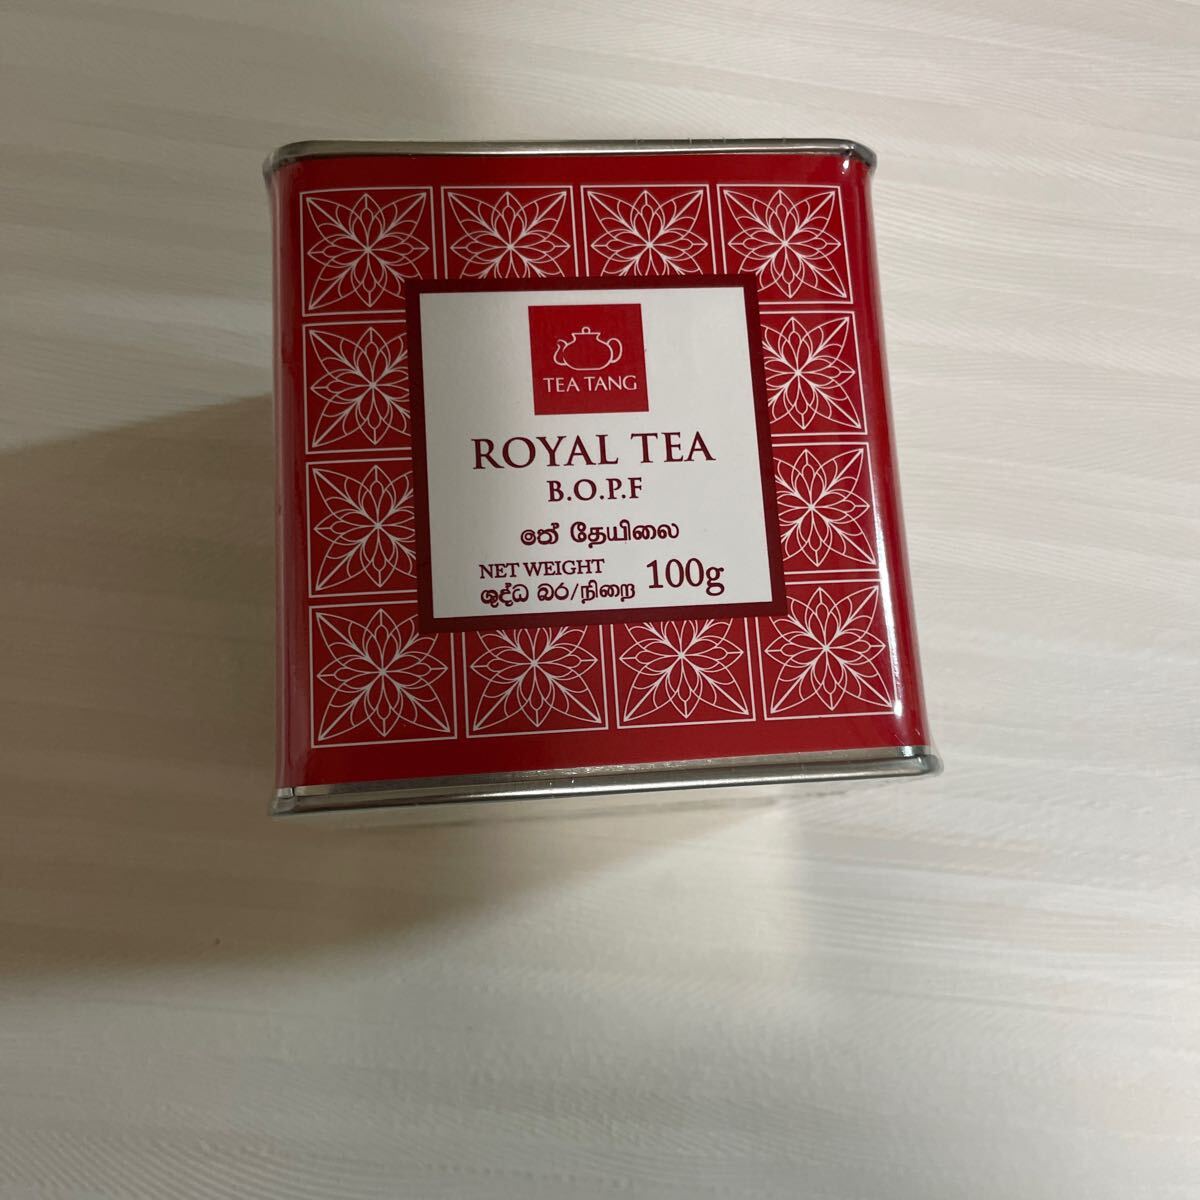 TEA TANG
ROYAL TEA
B.O.P.F
තේ தேயிலை
NET WEIGHT 100g
ශුද්ධ බර/நிறை